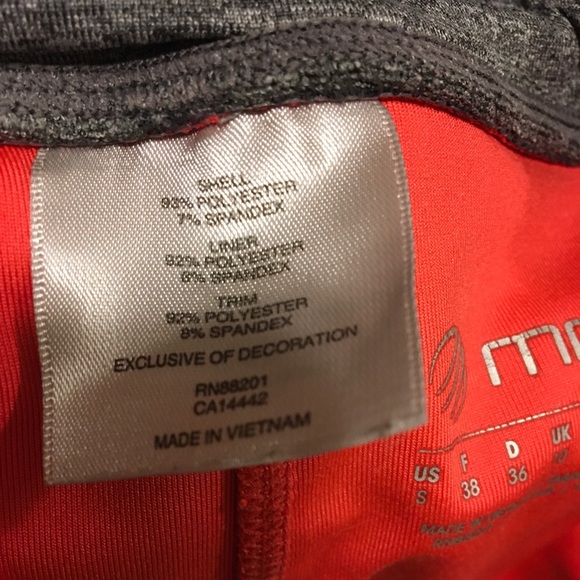 SHELL
93% POLYESTER
7% SPANDEX
LINER
92% POLYESTER
8% SPANDEX
TRIM
92% POLYESTER
8% SPANDEX
EXCLUSIVE OF DECORATION
RN88201
CA14442
MADE IN VIETNAM
US F D UK
S 38 36
MADE